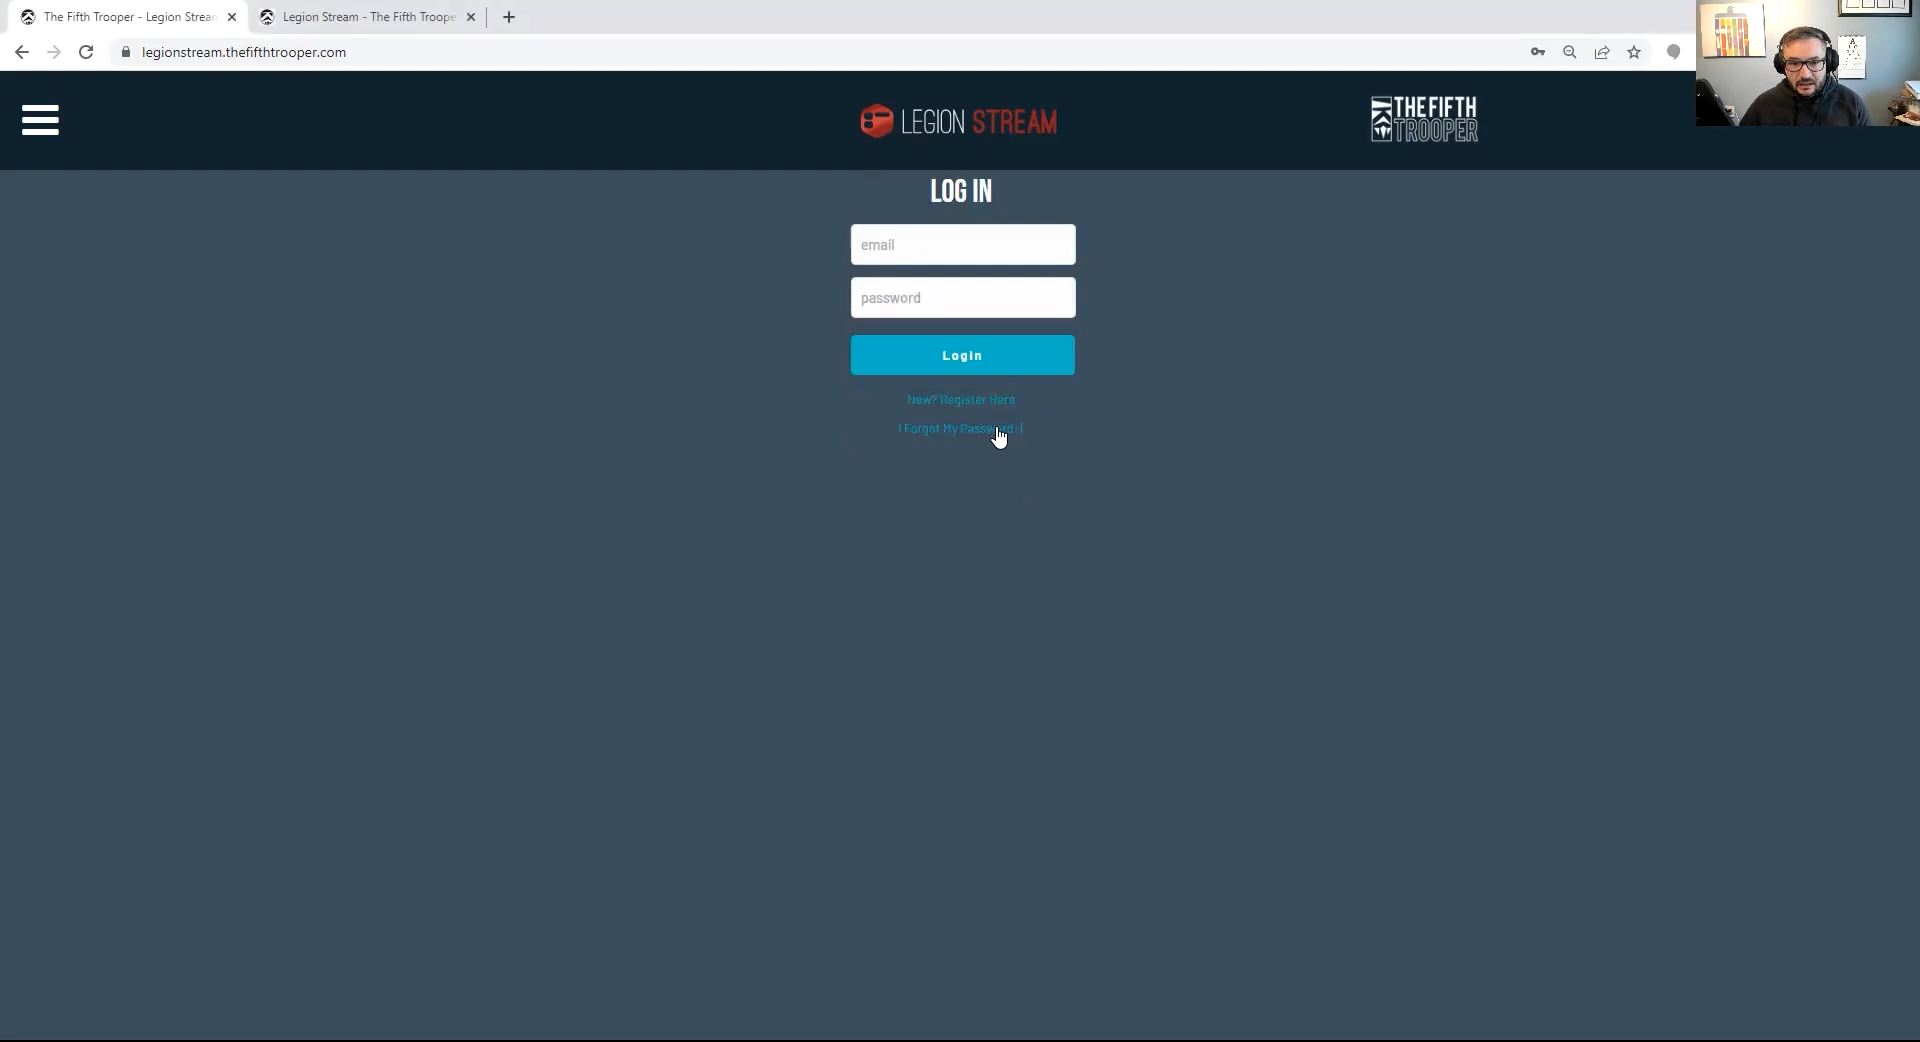 The Fifth Trooper - Legion Strea
Legion Stream - The Fifth Troope
legionstream.thefifthtrooper.com
LEGION STREAM
THE FIFTH
TROOPER
LOG IN
email
password
Login
New? Register Here
I Forgot My Password :|